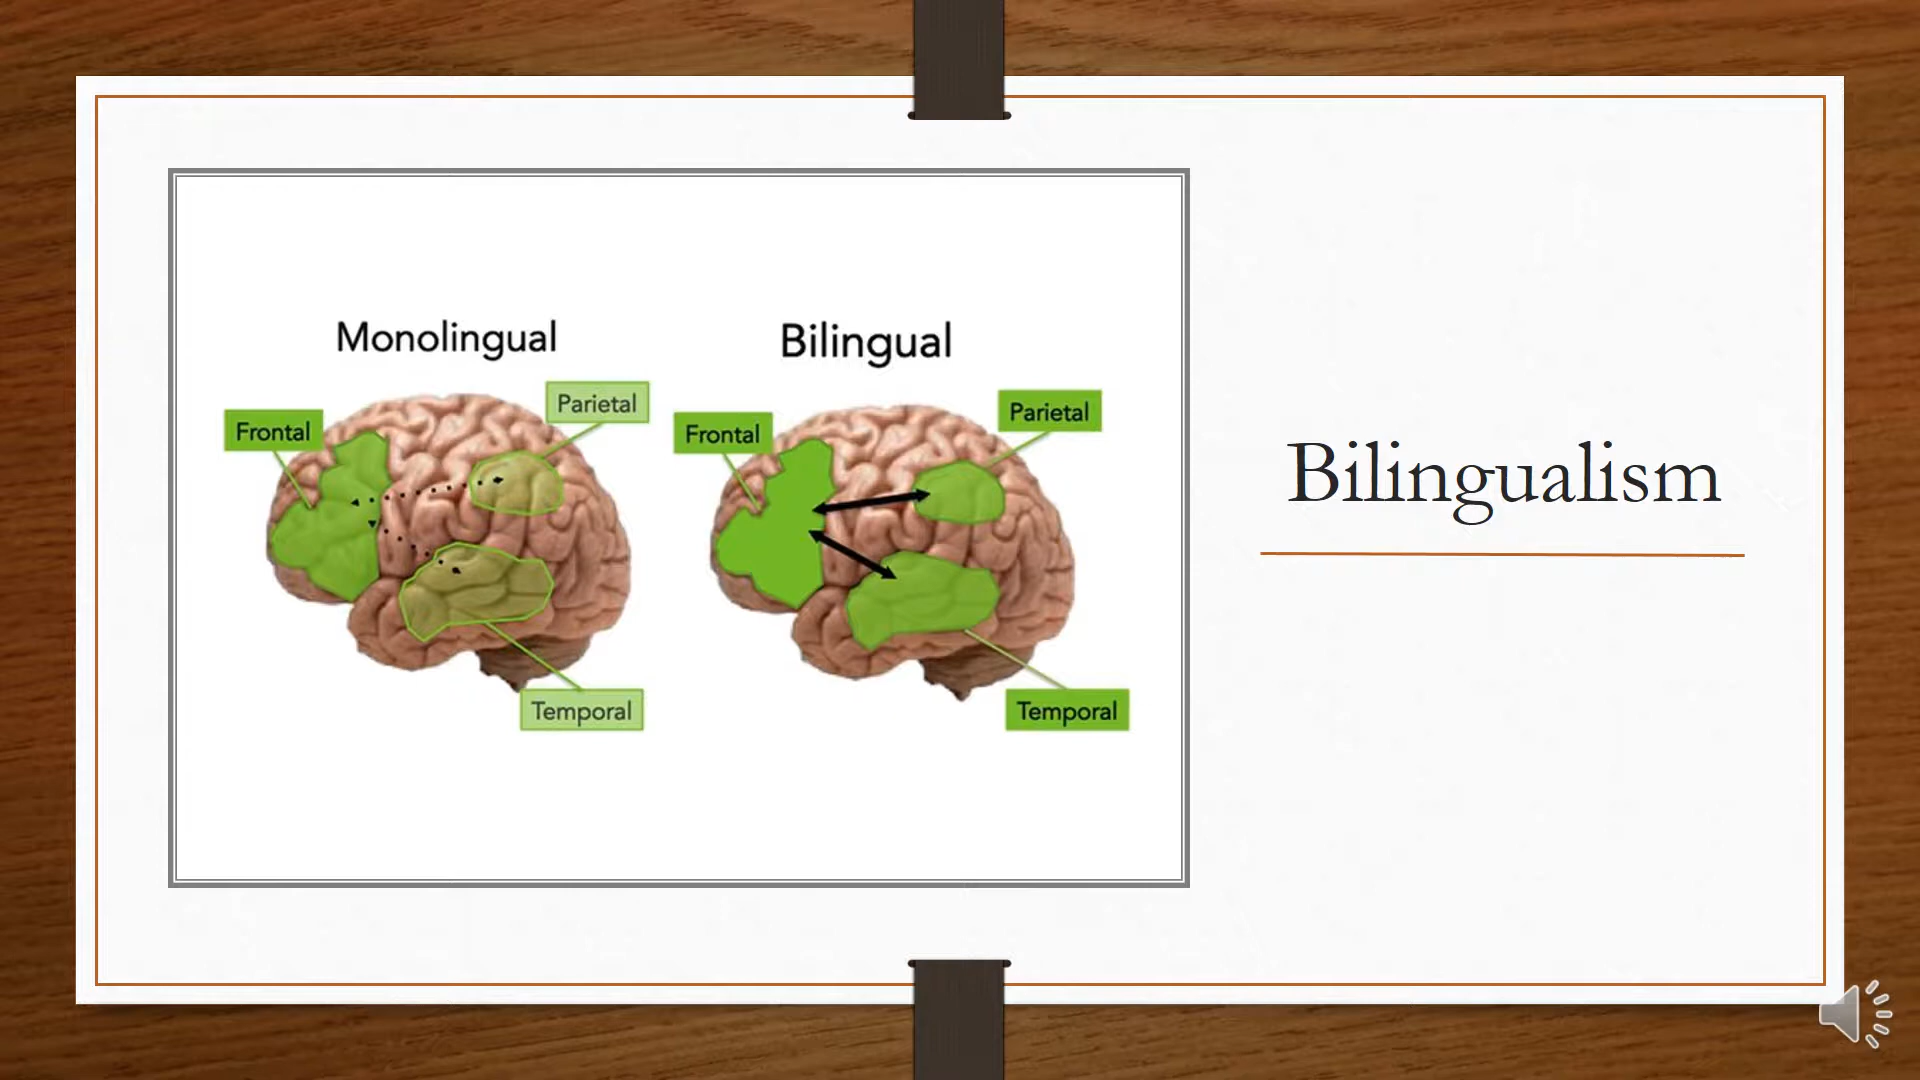 Monolingual
Frontal
Parietal
Temporal
Bilingual
Frontal
Parietal
Temporal
Bilingualism